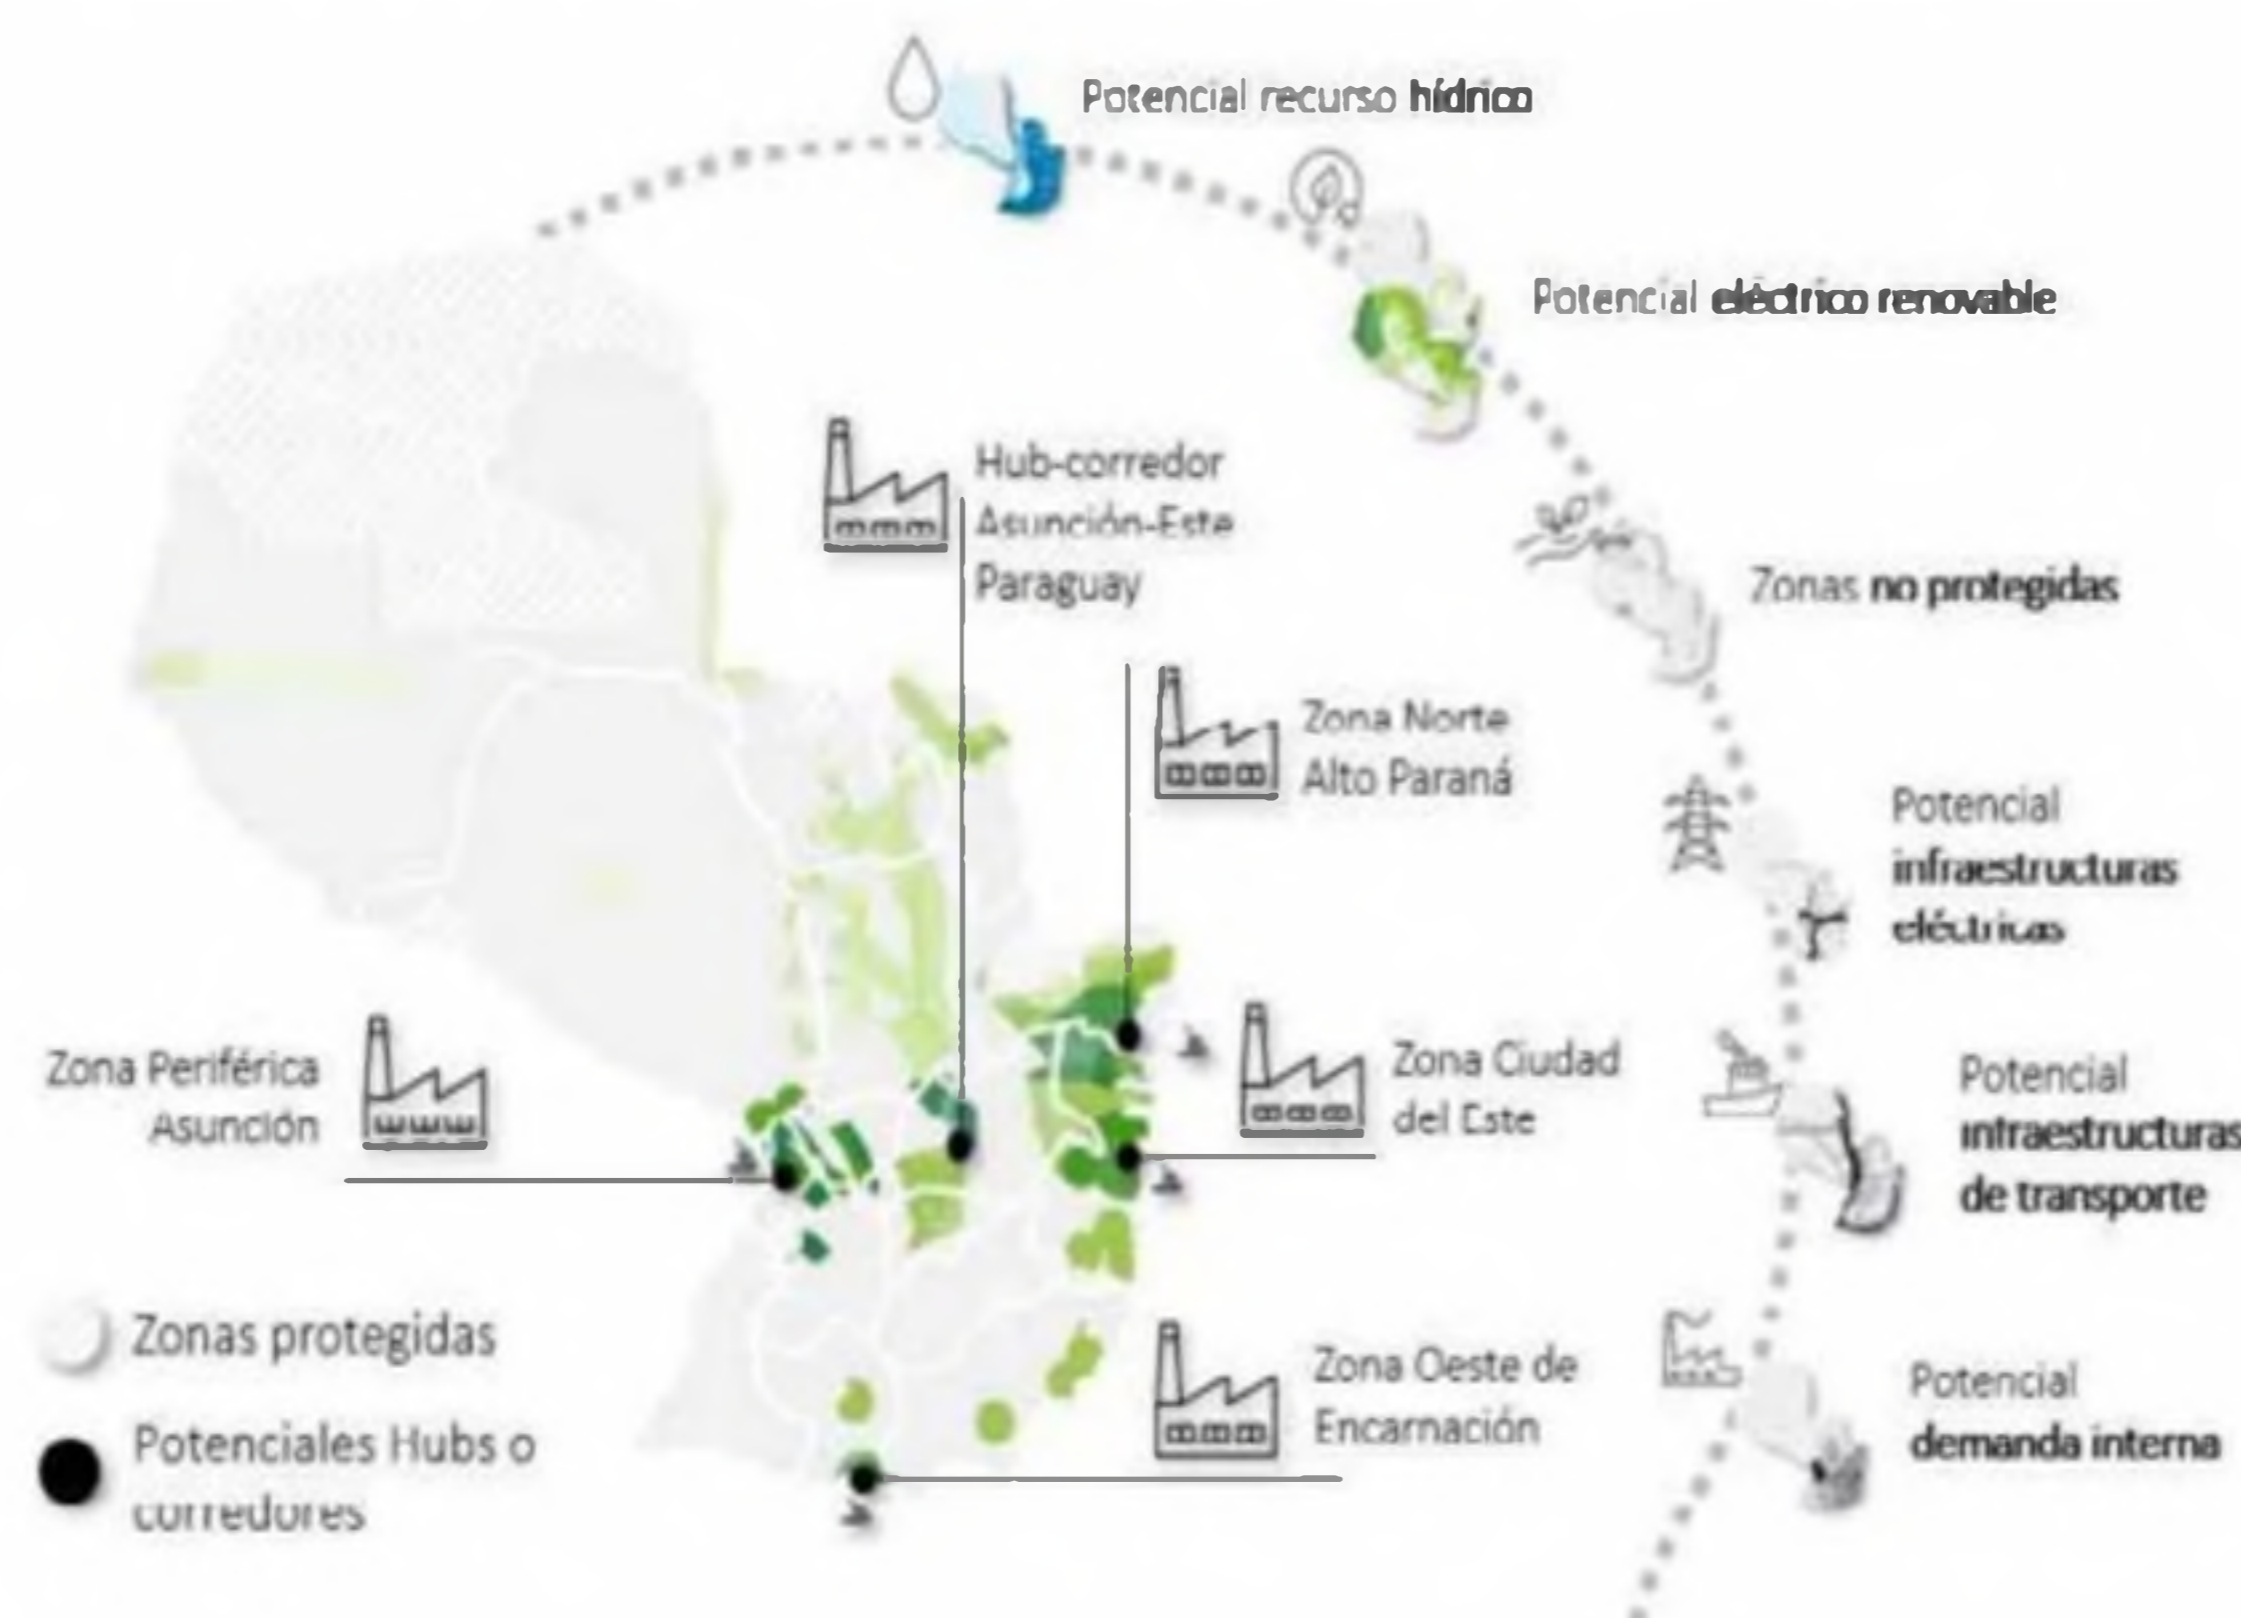 Potencial recurso hídrico
Potencial eléctrico renovable
Hub-corredor
Asunción-Este
Paraguay
Zonas no protegidas
Zona Norte
Alto Paraná
Potencial
infraestructuras
eléctricas
Zona Periférica
Asunción
Zona Ciudad
del Este
Potencial
infraestructuras
de transporte
Zonas protegidas
Potenciales Hubs o
corredores
Zona Oeste de
Encarnación
Potencial
demanda interna